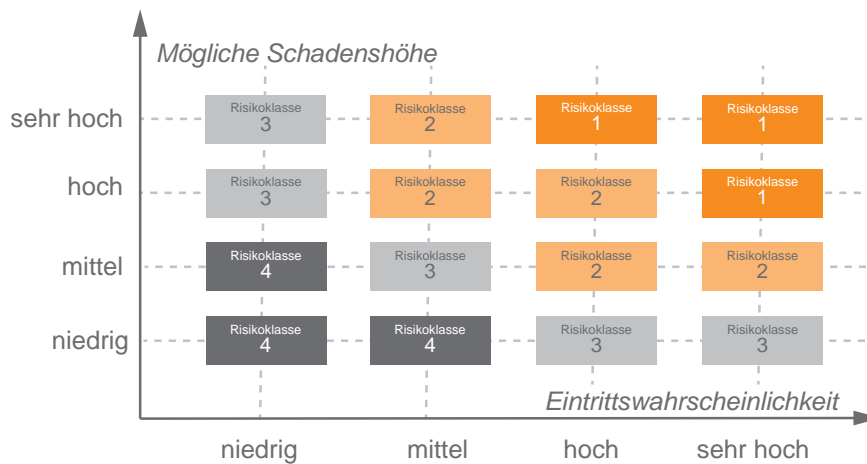 Mögliche Schadenshöhe
sehr hoch
Risikoklasse
3
Risikoklasse
2
Risikoklasse
1
Risikoklasse
1
hoch
Risikoklasse
3
Risikoklasse
2
Risikoklasse
2
Risikoklasse
1
mittel
Risikoklasse
4
Risikoklasse
3
Risikoklasse
2
Risikoklasse
2
niedrig
Risikoklasse
4
Risikoklasse
4
Risikoklasse
3
Risikoklasse
3
Eintrittswahrscheinlichkeit
niedrig
mittel
hoch
sehr hoch